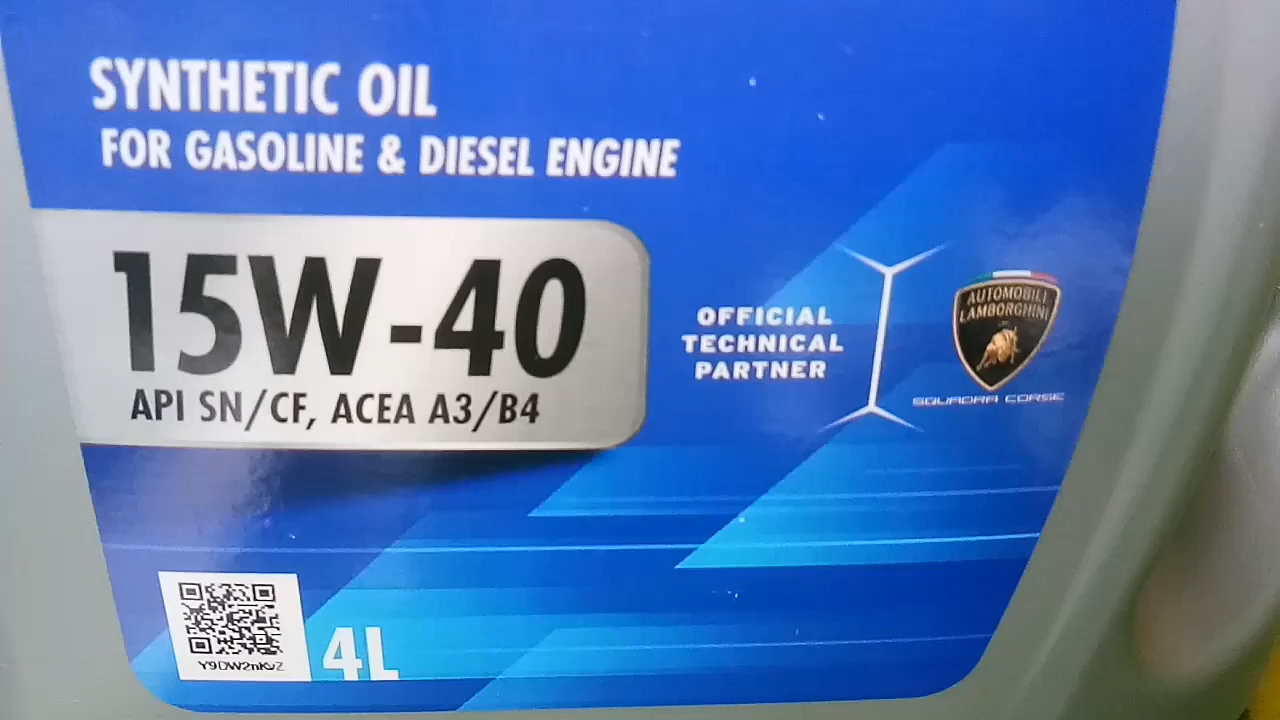 SYNTHETIC OIL
FOR GASOLINE & DIESEL ENGINE
15W-40
API SN/CF, ACEA A3/B4
OFFICIAL
TECHNICAL
PARTNER
AUTOMOBILI
LAMBORGHINI
SQUADRA CORSE
Y9DW2nKvZ
4L